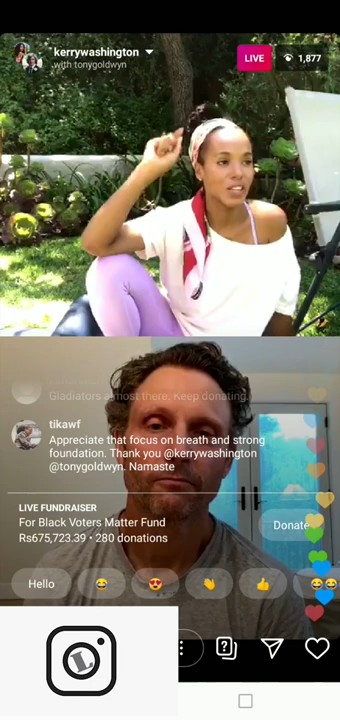 kerrywashington
with tonygoldwyn
LIVE
1,877
Gladiators almost there. Keep donating.
tikawf
Appreciate that focus on breath and strong
foundation. Thank you @kerrywashington
@tonygoldwyn. Namaste
LIVE FUNDRAISER
For Black Voters Matter Fund
Rs675,723.39 • 280 donations
Donate
Hello
L